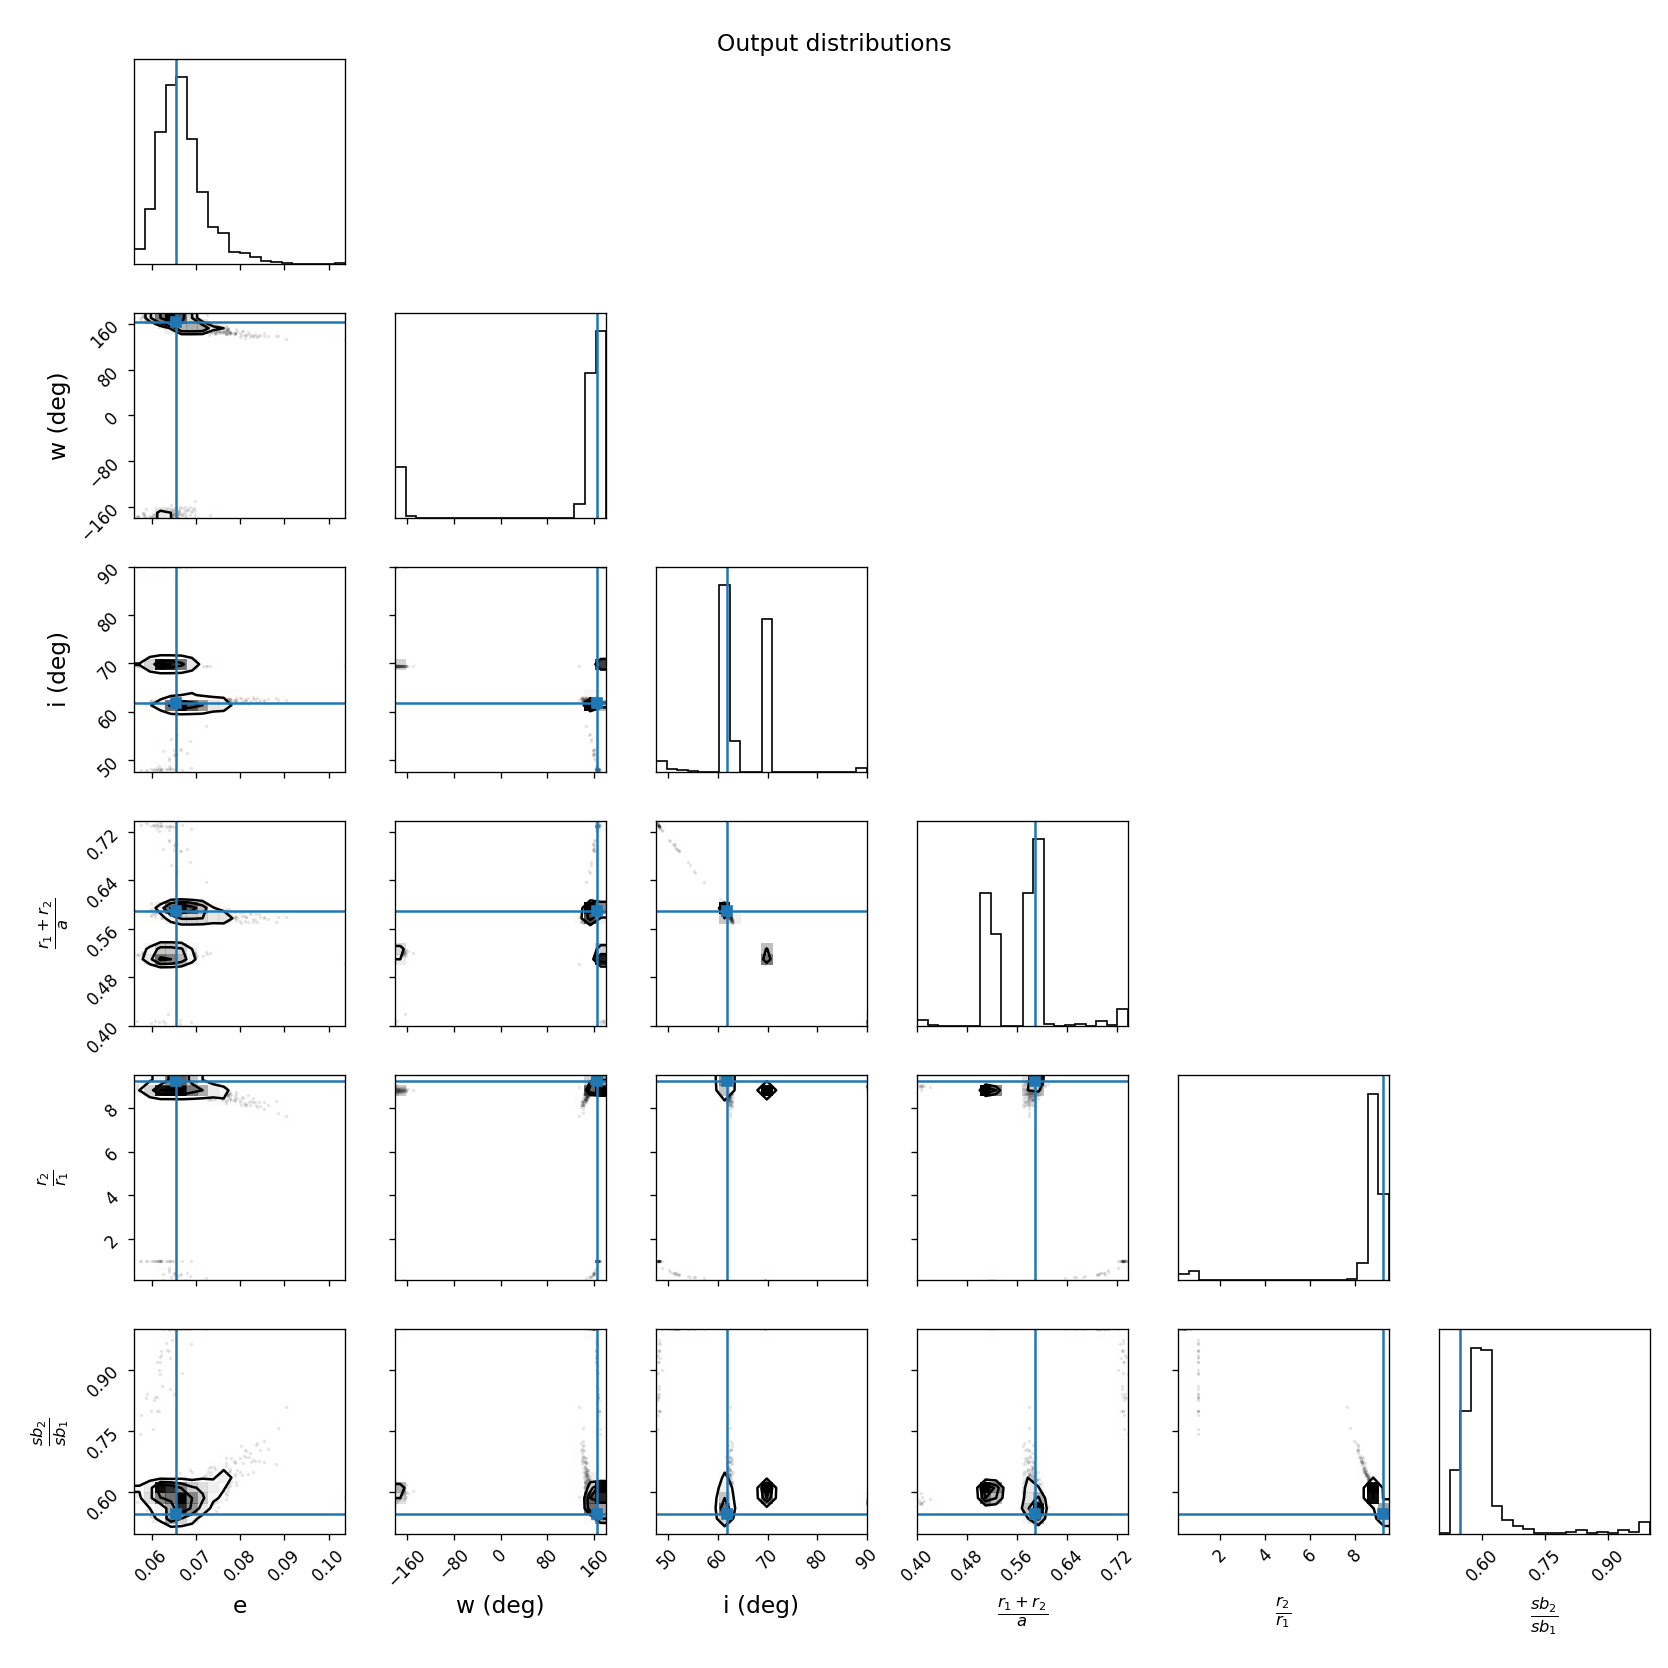 Output distributions
w (deg)
160
80
0
−80
−160
i (deg)
90
80
70
60
50
r₁ + r₂
a
0.72
0.64
0.56
0.48
0.40
r₂
r₁
8
6
4
2
sb₂
sb₁
0.90
0.75
0.60
0.06 0.07 0.08 0.09 0.10
−160 −80 0 80 160
50 60 70 80 90
0.40 0.48 0.56 0.64 0.72
2 4 6 8
0.60 0.75 0.90
e
w (deg)
i (deg)
r₁ + r₂
a
r₂
r₁
sb₂
sb₁